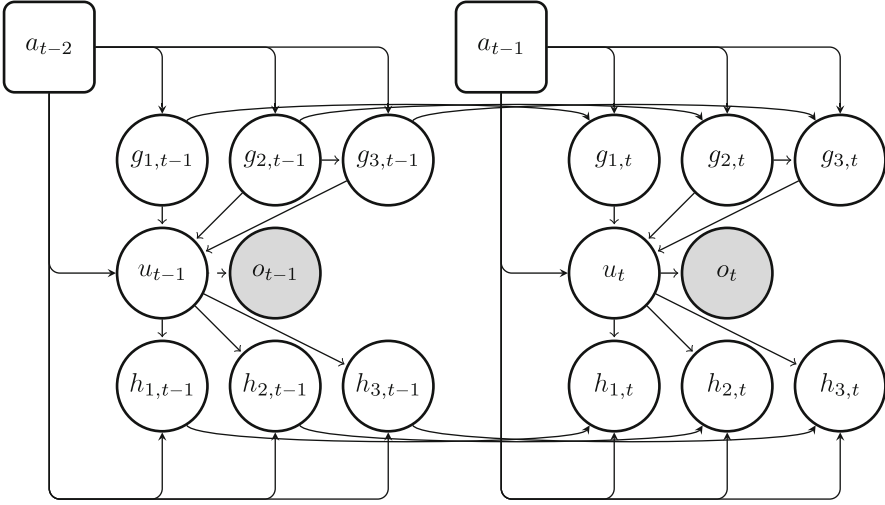 a_{t−2} a_{t−1}
g_{1,t−1} g_{2,t−1} g_{3,t−1} g_{1,t} g_{2,t} g_{3,t}
u_{t−1} o_{t−1} u_t o_t
h_{1,t−1} h_{2,t−1} h_{3,t−1} h_{1,t} h_{2,t} h_{3,t}